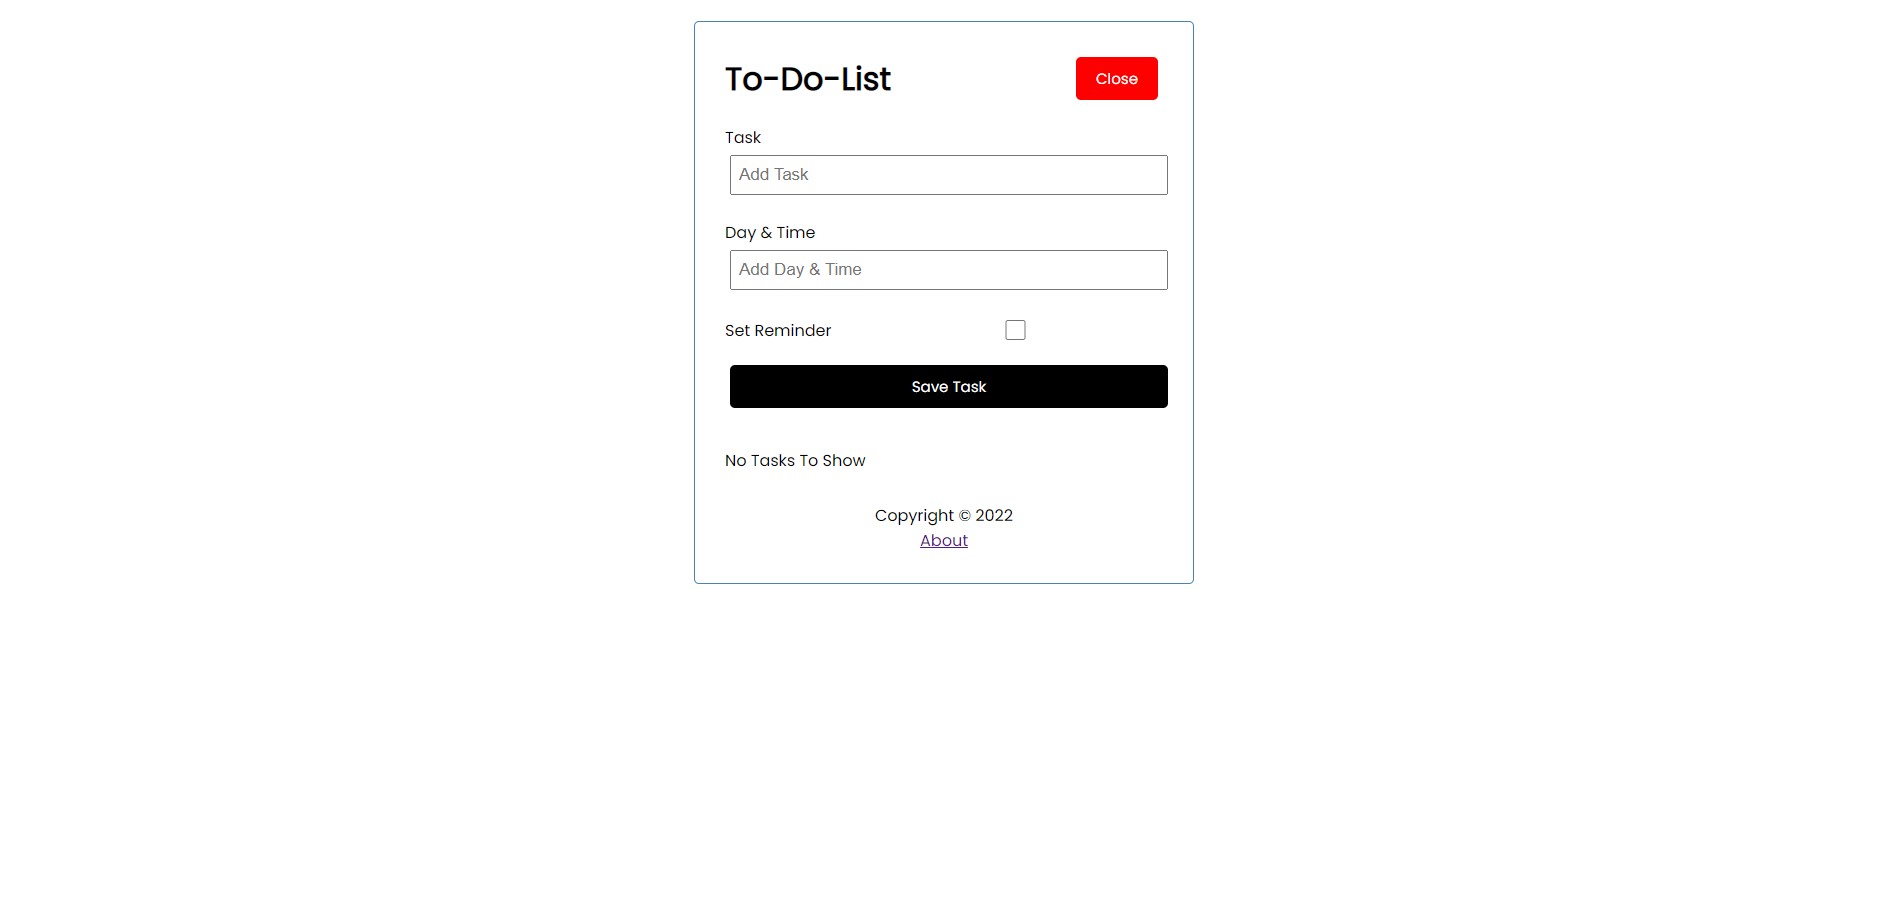 To-Do-List
Close
Task
Add Task
Day & Time
Add Day & Time
Set Reminder
Save Task
No Tasks To Show
Copyright © 2022
About